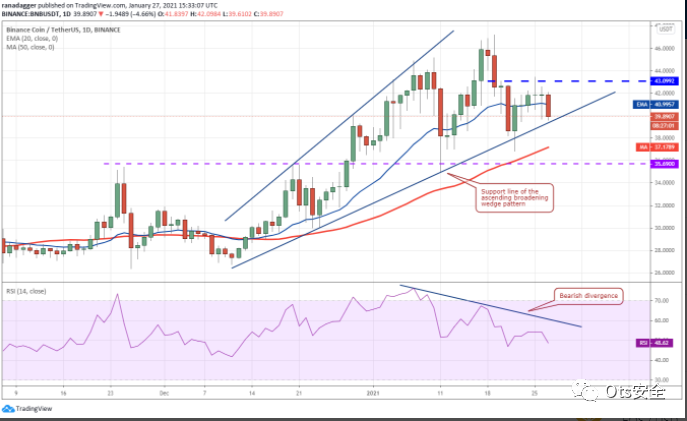 ranadagger published on TradingView.com, January 27, 2021 15:33:07 UTC
BINANCE:BNBUSDT, 1D 39.8907 ▼ −1.9489 (−4.66%) O:41.8397 H:42.0984 L:39.6102 C:39.8907
Binance Coin / TetherUS, 1D, BINANCE
EMA (20, close, 0)
MA (50, close, 0)
USDT
46.0000
44.0000
43.0992
42.0000
EMA 40.9957
39.8907
08:27:01
38.0000
MA 37.1789
35.6900
34.0000
32.0000
30.0000
28.0000
26.0000
Support line of the
ascending broadening
wedge pattern
RSI (14, close)
Bearish divergence
70.00
60.00
RSI 48.62
40.00
30.00
9 16 23 Dec 7 14 21 2021 11 18 25
TradingView
Ots安全